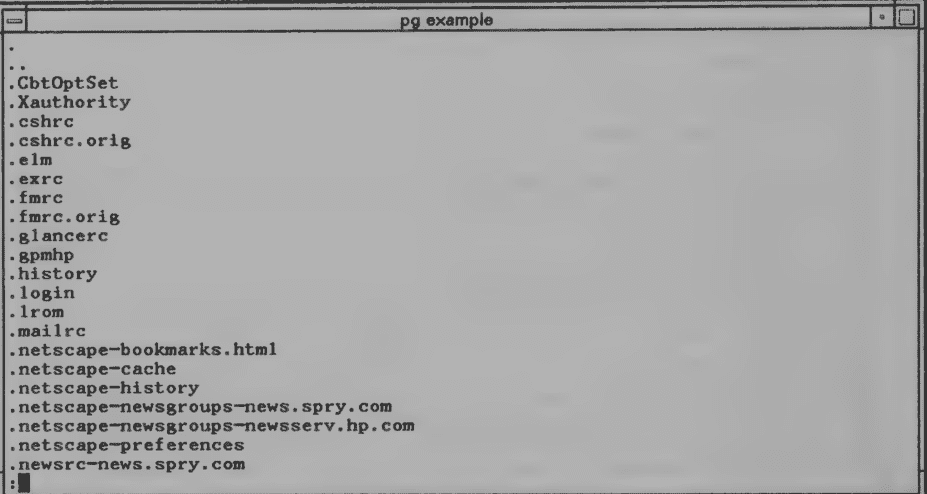 pg example
.
..
.CbtOptSet
.Xauthority
.cshrc
.cshrc.orig
.elm
.exrc
.fmrc
.fmrc.orig
.glancerc
.gpmhp
.history
.login
.lrom
.mailrc
.netscape-bookmarks.html
.netscape-cache
.netscape-history
.netscape-newsgroups-news.spry.com
.netscape-newsgroups-newsserv.hp.com
.netscape-preferences
.newsrc-news.spry.com
: